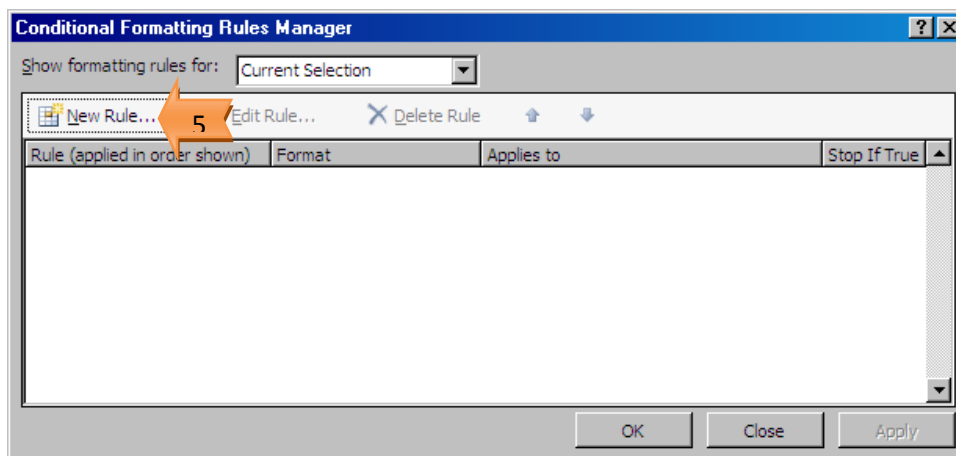 Conditional Formatting Rules Manager
Show formatting rules for: Current Selection
New Rule... 5 Edit Rule... Delete Rule
Rule (applied in order shown) Format Applies to Stop If True
OK Close Apply